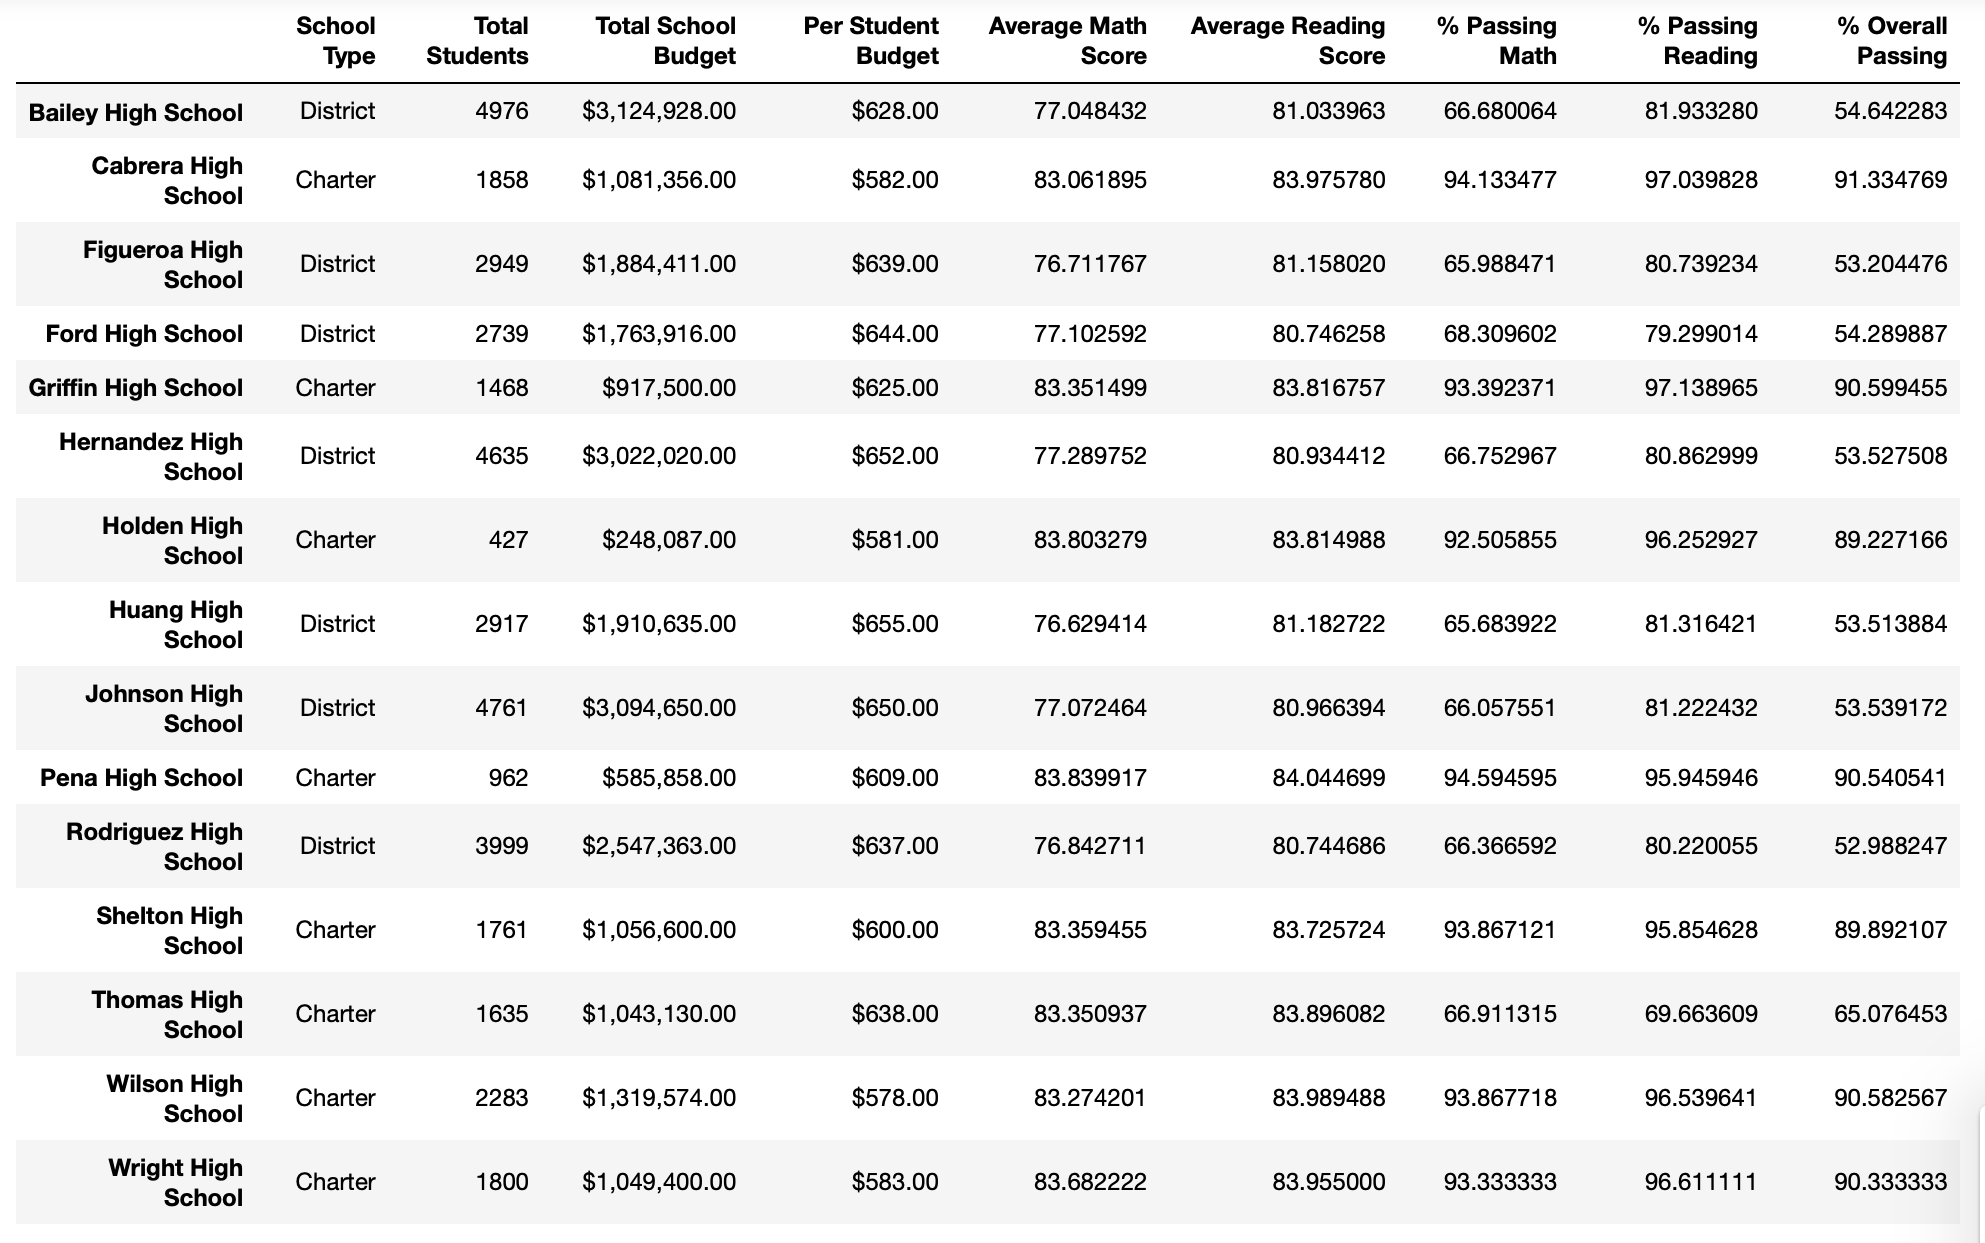 School Type Total Students Total School Budget Per Student Budget Average Math Score Average Reading Score % Passing Math % Passing Reading % Overall Passing
Bailey High School District 4976 $3,124,928.00 $628.00 77.048432 81.033963 66.680064 81.933280 54.642283
Cabrera High School Charter 1858 $1,081,356.00 $582.00 83.061895 83.975780 94.133477 97.039828 91.334769
Figueroa High School District 2949 $1,884,411.00 $639.00 76.711767 81.158020 65.988471 80.739234 53.204476
Ford High School District 2739 $1,763,916.00 $644.00 77.102592 80.746258 68.309602 79.299014 54.289887
Griffin High School Charter 1468 $917,500.00 $625.00 83.351499 83.816757 93.392371 97.138965 90.599455
Hernandez High School District 4635 $3,022,020.00 $652.00 77.289752 80.934412 66.752967 80.862999 53.527508
Holden High School Charter 427 $248,087.00 $581.00 83.803279 83.814988 92.505855 96.252927 89.227166
Huang High School District 2917 $1,910,635.00 $655.00 76.629414 81.182722 65.683922 81.316421 53.513884
Johnson High School District 4761 $3,094,650.00 $650.00 77.072464 80.966394 66.057551 81.222432 53.539172
Pena High School Charter 962 $585,858.00 $609.00 83.839917 84.044699 94.594595 95.945946 90.540541
Rodriguez High School District 3999 $2,547,363.00 $637.00 76.842711 80.744686 66.366592 80.220055 52.988247
Shelton High School Charter 1761 $1,056,600.00 $600.00 83.359455 83.725724 93.867121 95.854628 89.892107
Thomas High School Charter 1635 $1,043,130.00 $638.00 83.350937 83.896082 66.911315 69.663609 65.076453
Wilson High School Charter 2283 $1,319,574.00 $578.00 83.274201 83.989488 93.867718 96.539641 90.582567
Wright High School Charter 1800 $1,049,400.00 $583.00 83.682222 83.955000 93.333333 96.611111 90.333333